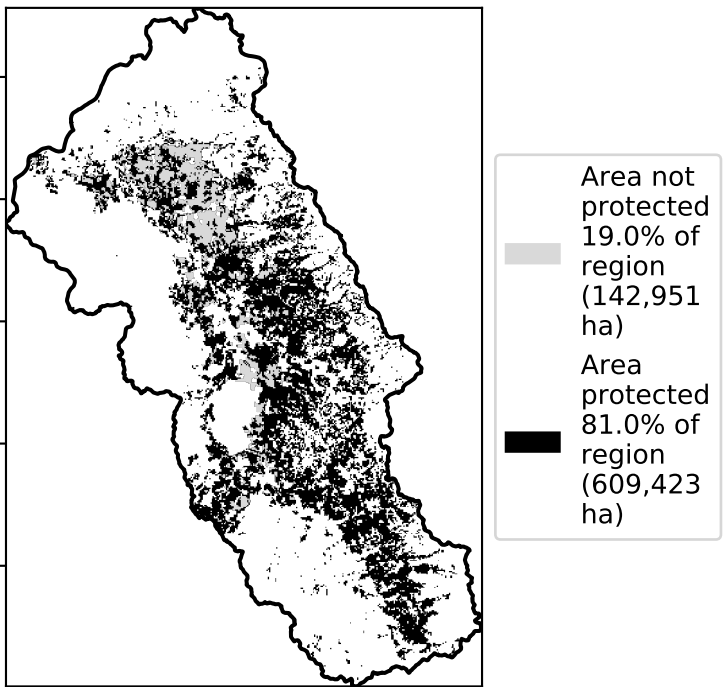 Area not
protected
19.0% of
region
(142,951
ha)
Area
protected
81.0% of
region
(609,423
ha)